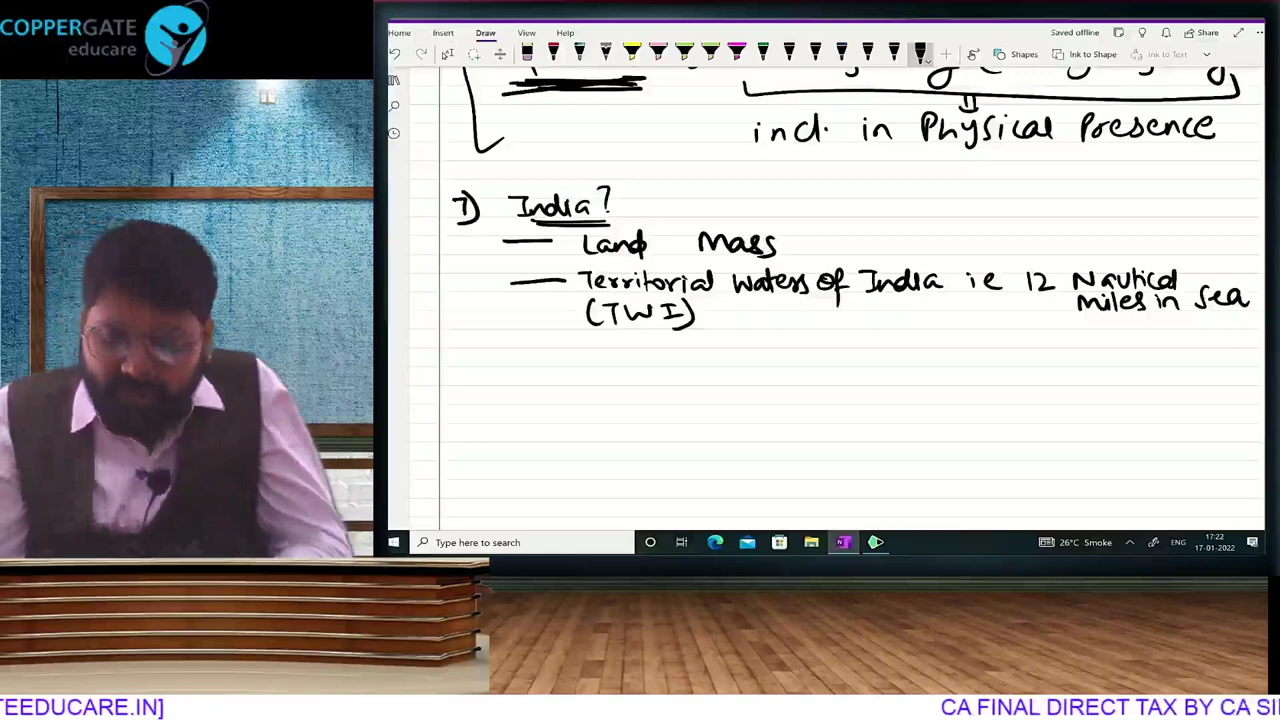 COPPERGATE
educare
Home Insert Draw View Help
Saved offline
Share
Shapes
Ink to Shape
Ink to Text
incl. in Physical Presence
7) India?
— Land Mass
— Territorial waters of India ie 12 Nautical miles in sea
(TWI)
Type here to search
26°C Smoke
ENG
17:22
17-01-2022
TEEDUCARE.IN]
CA FINAL DIRECT TAX BY CA SI